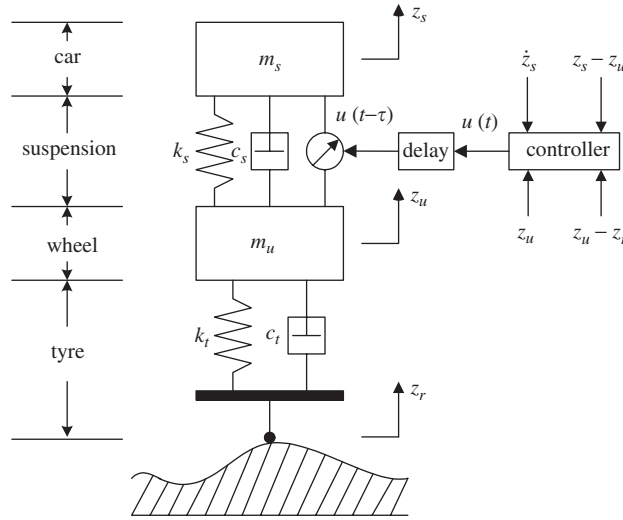 z_s
car
m_s
ż_s
z_s – z_u
u (t–τ)
u (t)
suspension
k_s
c_s
delay
controller
z_u
wheel
m_u
z_u
z_u – z_r
k_t
c_t
tyre
z_r